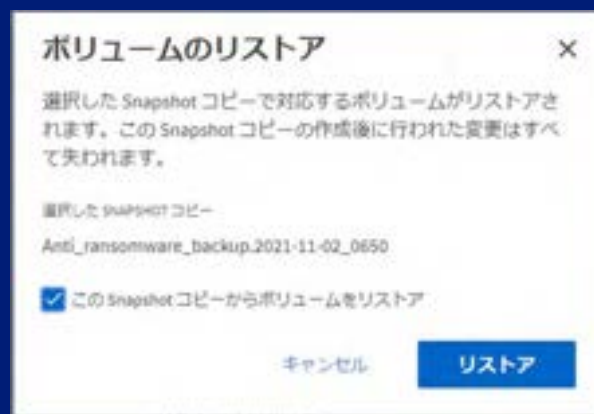 ボリュームのリストア
選択した Snapshot コピーで対応するボリュームがリストアさ
れます。この Snapshot コピーの作成後に行われた変更はすべ
て失われます。
選択した SNAPSHOT コピー
Anti_ransomware_backup.2021-11-02_0650
この Snapshot コピーからボリュームをリストア
キャンセル
リストア